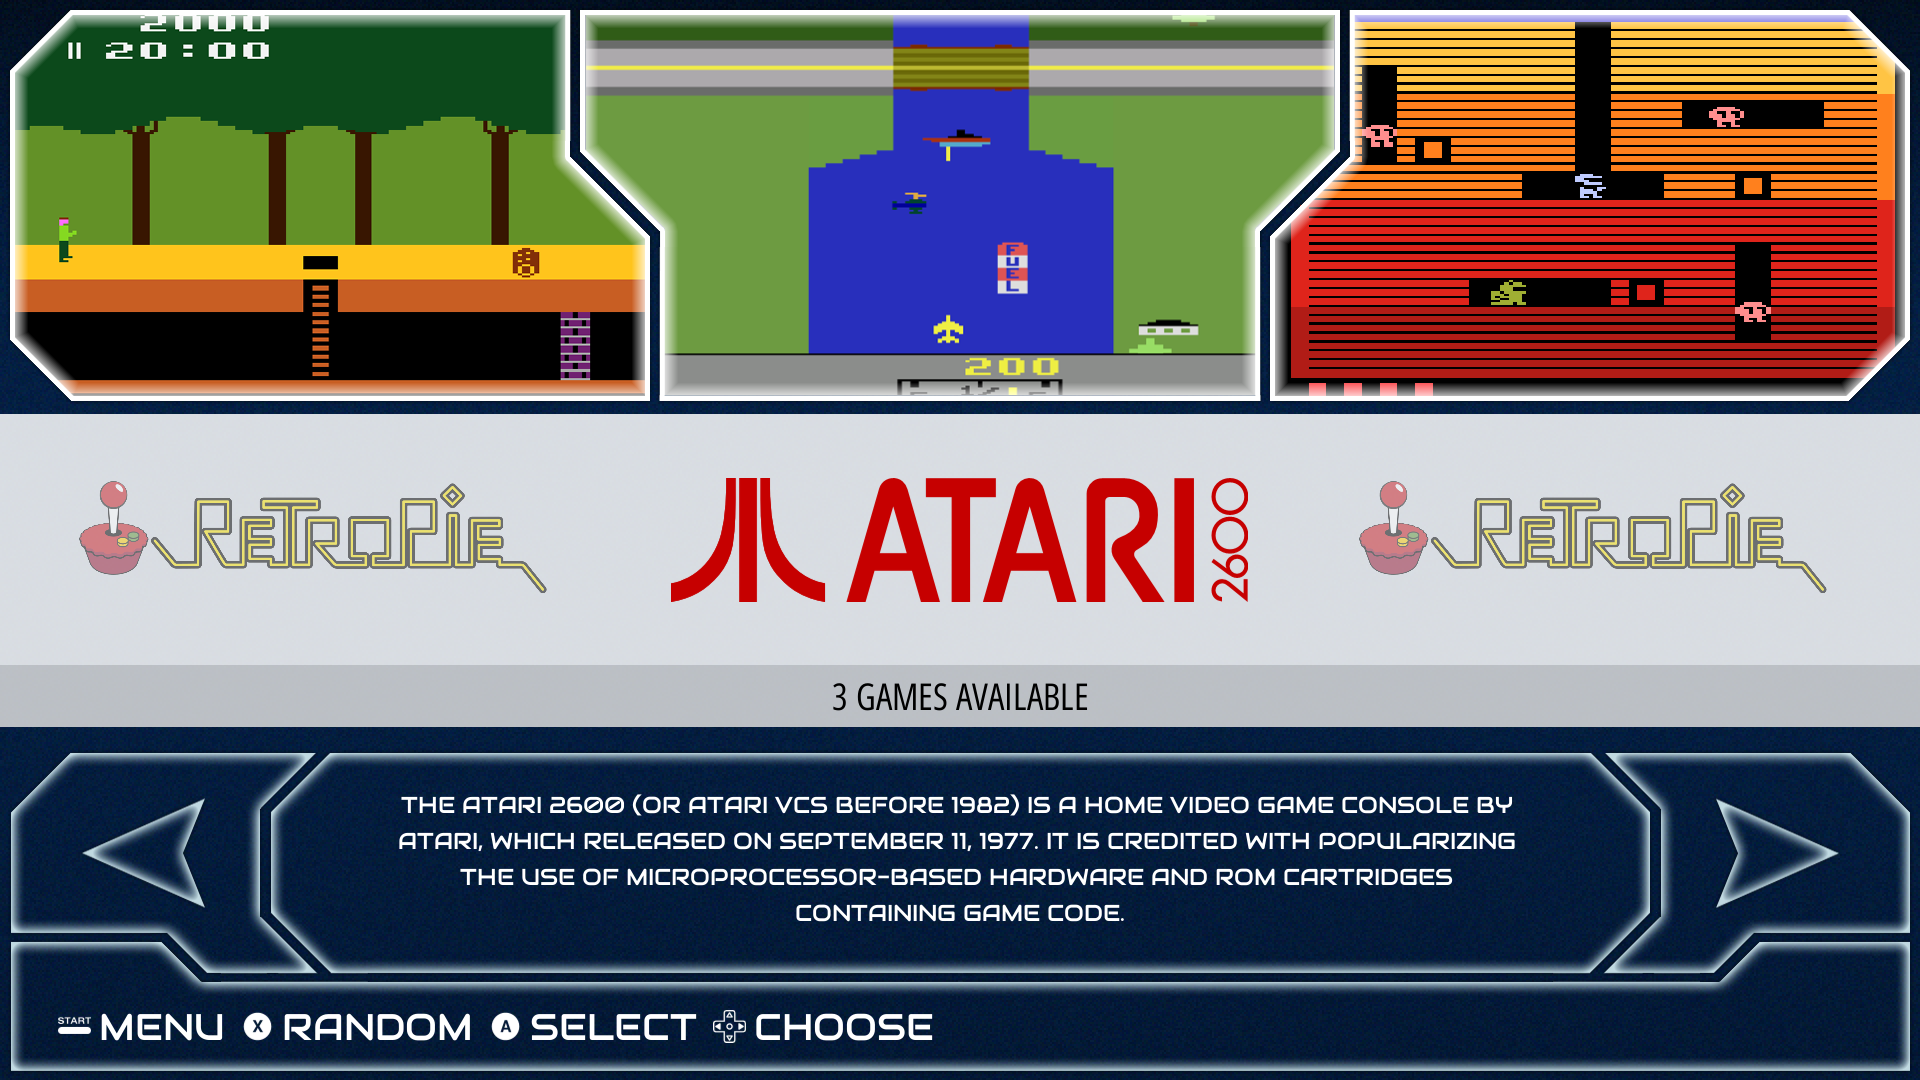 2000
20:00
FUEL
200
RETROPIE
ATARI 2600
RETROPIE
3 GAMES AVAILABLE
THE ATARI 2600 (OR ATARI VCS BEFORE 1982) IS A HOME VIDEO GAME CONSOLE BY
ATARI, WHICH RELEASED ON SEPTEMBER 11, 1977. IT IS CREDITED WITH POPULARIZING
THE USE OF MICROPROCESSOR-BASED HARDWARE AND ROM CARTRIDGES
CONTAINING GAME CODE.
START MENU X RANDOM A SELECT CHOOSE